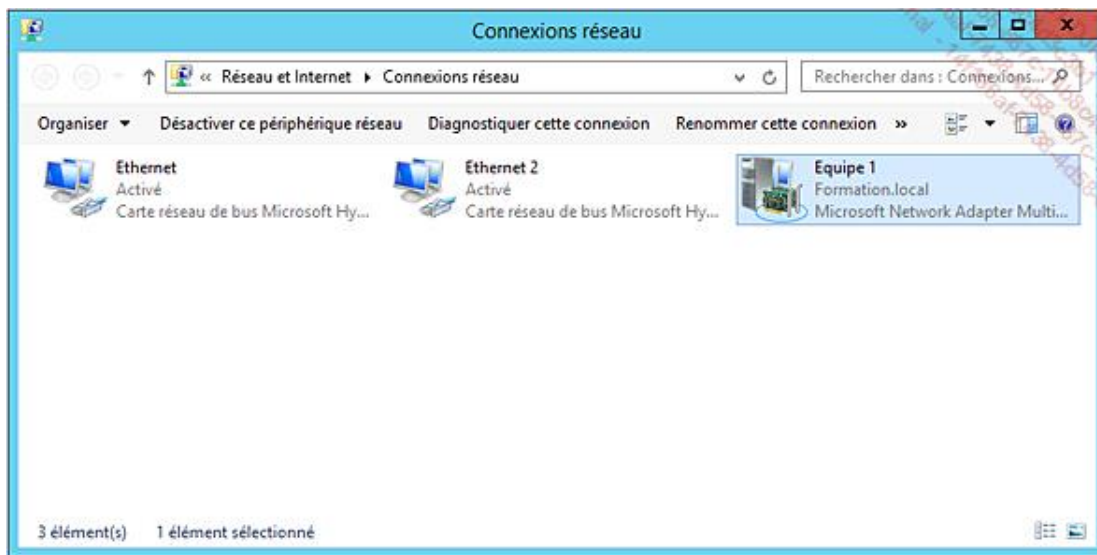 Connexions réseau
« Réseau et Internet Connexions réseau
Rechercher dans : Connexions...
Organiser Désactiver ce périphérique réseau Diagnostiquer cette connexion Renommer cette connexion »
Ethernet
Activé
Carte réseau de bus Microsoft Hy...
Ethernet 2
Activé
Carte réseau de bus Microsoft Hy...
Equipe 1
Formation.local
Microsoft Network Adapter Multi...
3 élément(s) 1 élément sélectionné